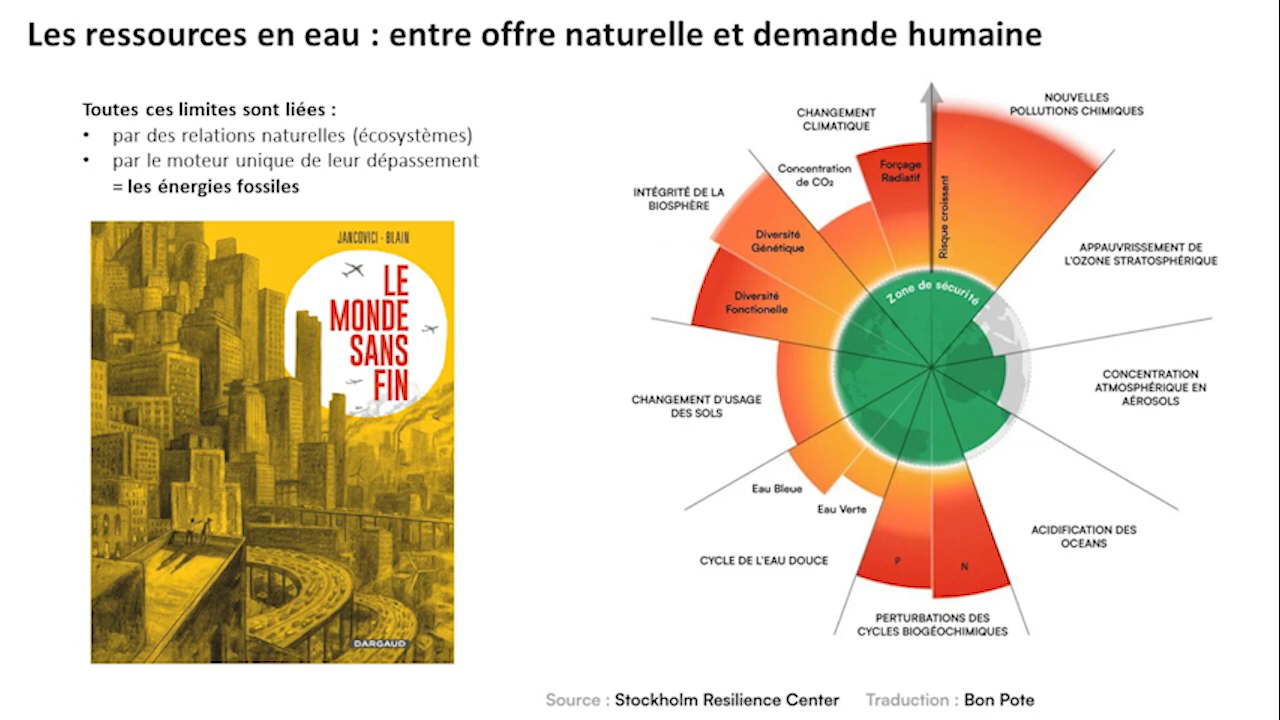 Les ressources en eau : entre offre naturelle et demande humaine
Toutes ces limites sont liées :
• par des relations naturelles (écosystèmes)
• par le moteur unique de leur dépassement
= les énergies fossiles
JANCOVICI - BLAIN
LE
MONDE
SANS
FIN
DARGAUD
NOUVELLES
POLLUTIONS CHIMIQUES
CHANGEMENT
CLIMATIQUE
Concentration
de CO₂
Forçage
Radiatif
Risque croissant
INTÉGRITÉ DE LA
BIOSPHÈRE
Diversité
Génétique
Diversité
Fonctionelle
APPAUVRISSEMENT DE
L'OZONE STRATOSPHÉRIQUE
Zone de sécurité
CONCENTRATION
ATMOSPHÉRIQUE EN
AÉROSOLS
CHANGEMENT D'USAGE
DES SOLS
Eau Bleue
Eau Verte
ACIDIFICATION DES
OCEANS
CYCLE DE L'EAU DOUCE
P
N
PERTURBATIONS DES
CYCLES BIOGÉOCHIMIQUES
Source : Stockholm Resilience Center Traduction : Bon Pote